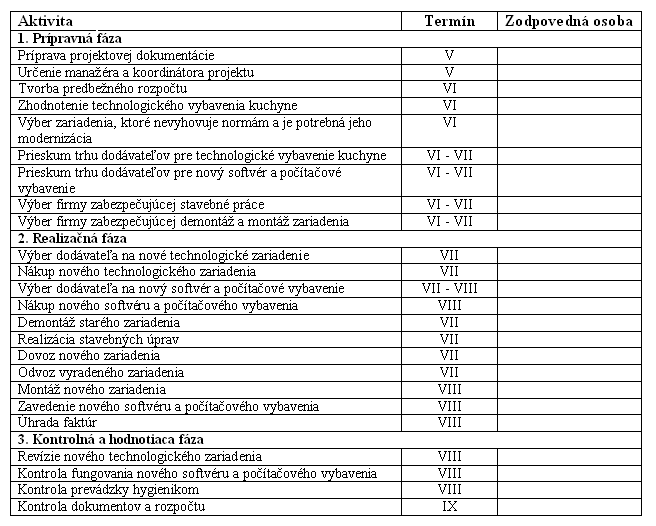 Aktivita Termín Zodpovedná osoba
1. Prípravná fáza
Príprava projektovej dokumentácie V
Určenie manažéra a koordinátora projektu V
Tvorba predbežného rozpočtu VI
Zhodnotenie technologického vybavenia kuchyne VI
Výber zariadenia, ktoré nevyhovuje normám a je potrebná jeho VI
modernizácia
Prieskum trhu dodávateľov pre technologické vybavenie kuchyne VI - VII
Prieskum trhu dodávateľov pre nový softvér a počítačové VI - VII
vybavenie
Výber firmy zabezpečujúcej stavebné práce VI - VII
Výber firmy zabezpečujúcej demontáž a montáž zariadenia VI - VII
2. Realizačná fáza
Výber dodávateľa na nové technologické zariadenie VII
Nákup nového technologického zariadenia VII
Výber dodávateľa na nový softvér a počítačové vybavenie VII - VIII
Nákup nového softvéru a počítačového vybavenia VIII
Demontáž starého zariadenia VII
Realizácia stavebných úprav VII
Dovoz nového zariadenia VII
Odvoz vyradeného zariadenia VII
Montáž nového zariadenia VIII
Zavedenie nového softvéru a počítačového vybavenia VIII
Úhrada faktúr VIII
3. Kontrolná a hodnotiaca fáza
Revízie nového technologického zariadenia VIII
Kontrola fungovania nového softvéru a počítačového vybavenia VIII
Kontrola prevádzky hygienikom VIII
Kontrola dokumentov a rozpočtu IX